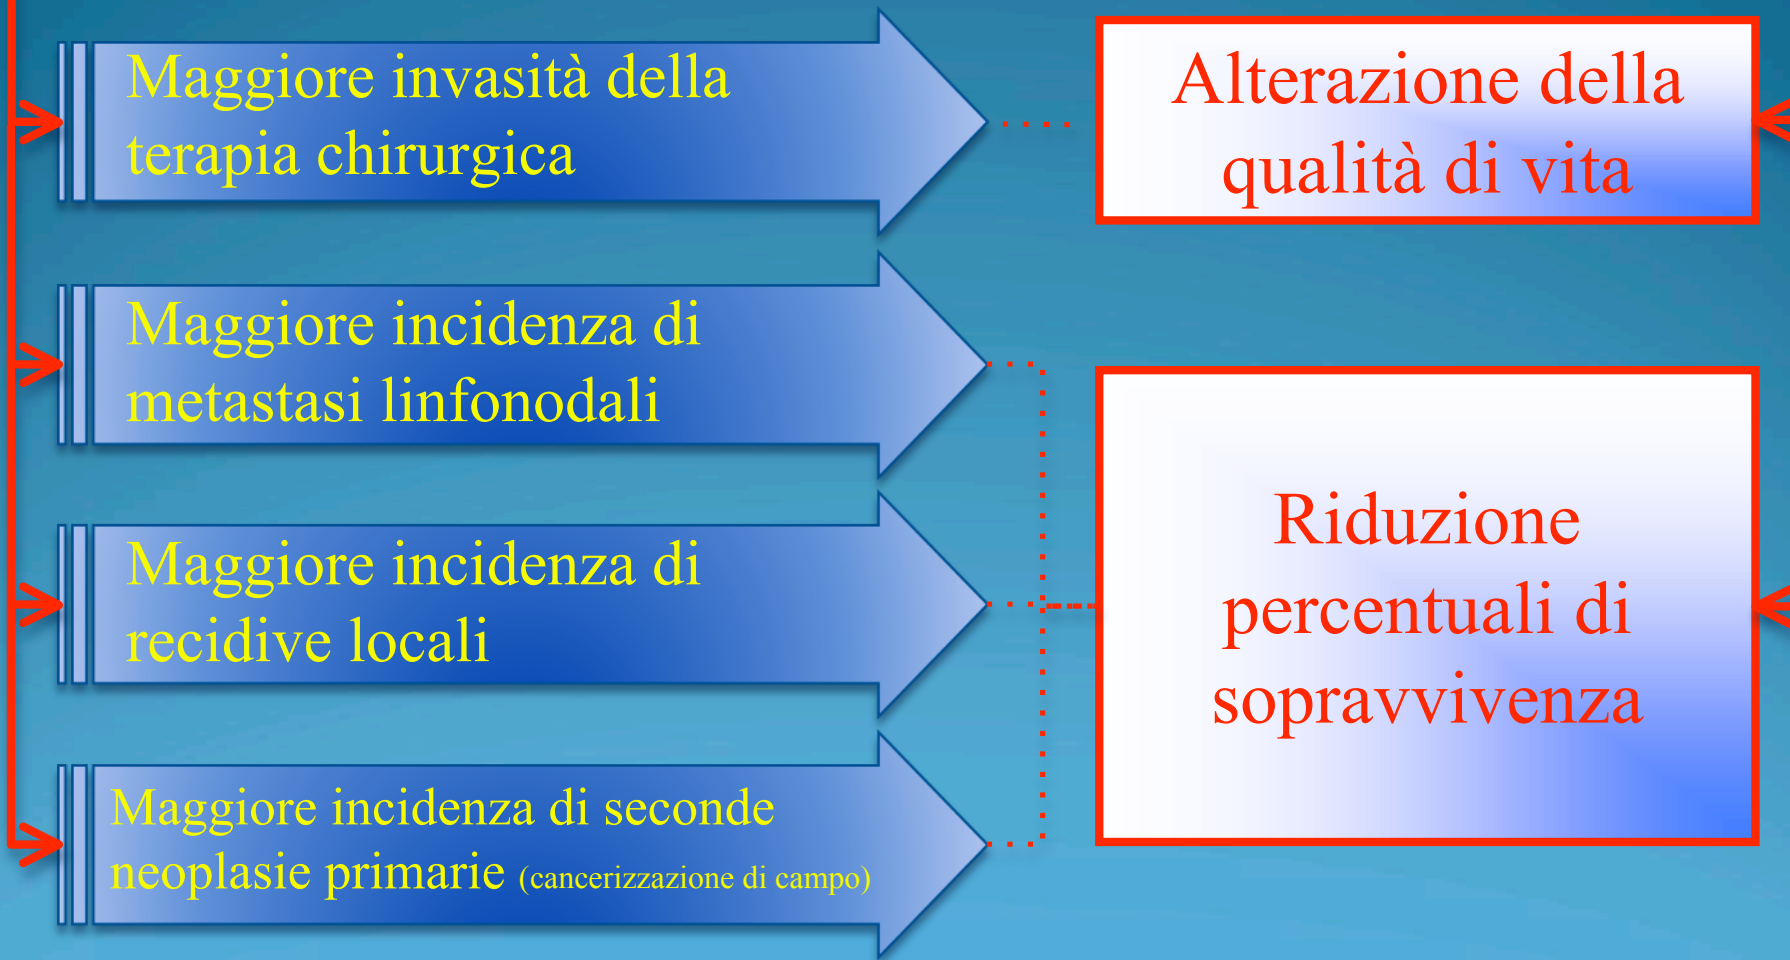 Maggiore invasità della
terapia chirurgica
Alterazione della
qualità di vita
Maggiore incidenza di
metastasi linfonodali
Maggiore incidenza di
recidive locali
Riduzione
percentuali di
sopravvivenza
Maggiore incidenza di seconde
neoplasie primarie (cancerizzazione di campo)